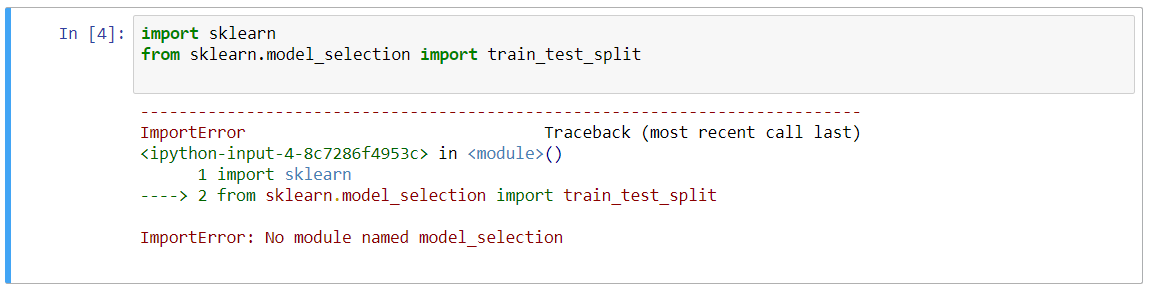 In [4]: import sklearn
from sklearn.model_selection import train_test_split
---------------------------------------------------------------------------
ImportError                               Traceback (most recent call last)
<ipython-input-4-8c7286f4953c> in <module>()
      1 import sklearn
----> 2 from sklearn.model_selection import train_test_split
ImportError: No module named model_selection